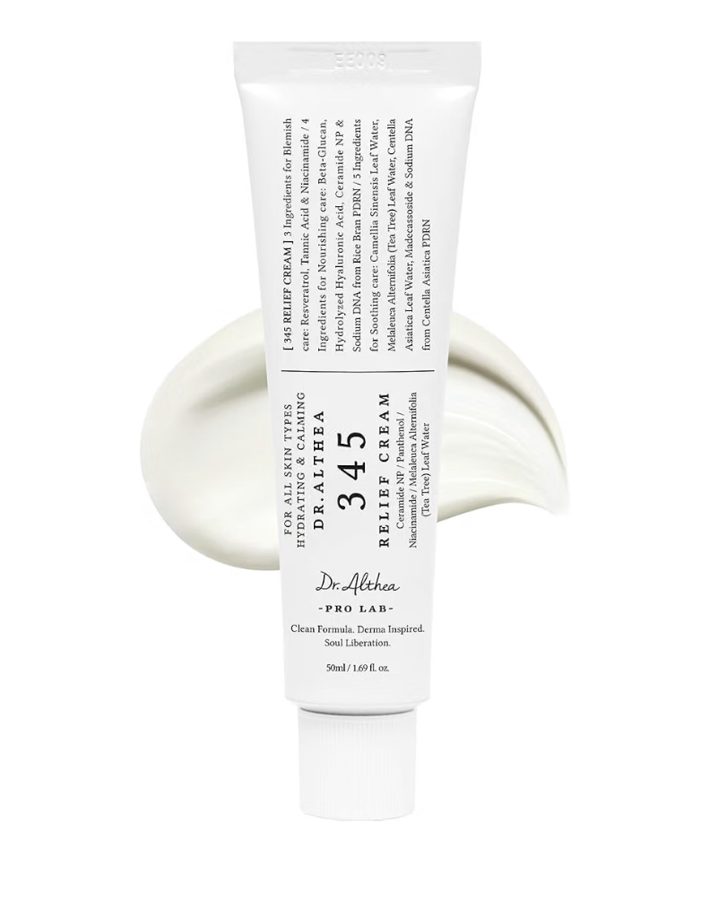 [ 345 RELIEF CREAM ] 3 Ingredients for Blemish
care: Resveratrol, Tannic Acid & Niacinamide / 4
Ingredients for Nourishing care: Beta-Glucan,
Hydrolyzed Hyaluronic Acid, Ceramide NP &
Sodium DNA from Rice Bran PDRN / 5 Ingredients
for Soothing care: Camellia Sinensis Leaf Water,
Melaleuca Alternifolia (Tea Tree) Leaf Water, Centella
Asiatica Leaf Water, Madecassoside & Sodium DNA
from Centella Asiatica PDRN
FOR ALL SKIN TYPES
HYDRATING & CALMING
DR.ALTHEA
345
RELIEF CREAM
Ceramide NP / Panthenol /
Niacinamide / Melaleuca Alternifolia
(Tea Tree) Leaf Water
Dr.Althea
-PRO LAB-
Clean Formula. Derma Inspired.
Soul Liberation.
50ml / 1.69 fl. oz.